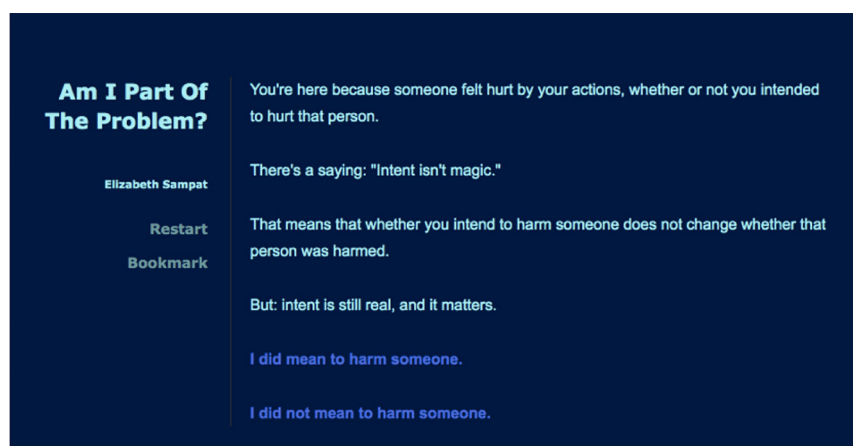 Am I Part Of
The Problem?
Elizabeth Sampat
Restart
Bookmark
You're here because someone felt hurt by your actions, whether or not you intended
to hurt that person.
There's a saying: "Intent isn't magic."
That means that whether you intend to harm someone does not change whether that
person was harmed.
But: intent is still real, and it matters.
I did mean to harm someone.
I did not mean to harm someone.